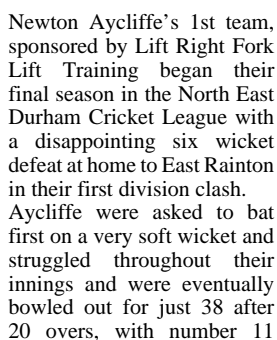 Newton Aycliffe’s 1st team,
sponsored by Lift Right Fork
Lift Training began their
final season in the North East
Durham Cricket League with
a disappointing six wicket
defeat at home to East Rainton
in their first division clash.
Aycliffe were asked to bat
first on a very soft wicket and
struggled throughout their
innings and were eventually
bowled out for just 38 after
20 overs, with number 11